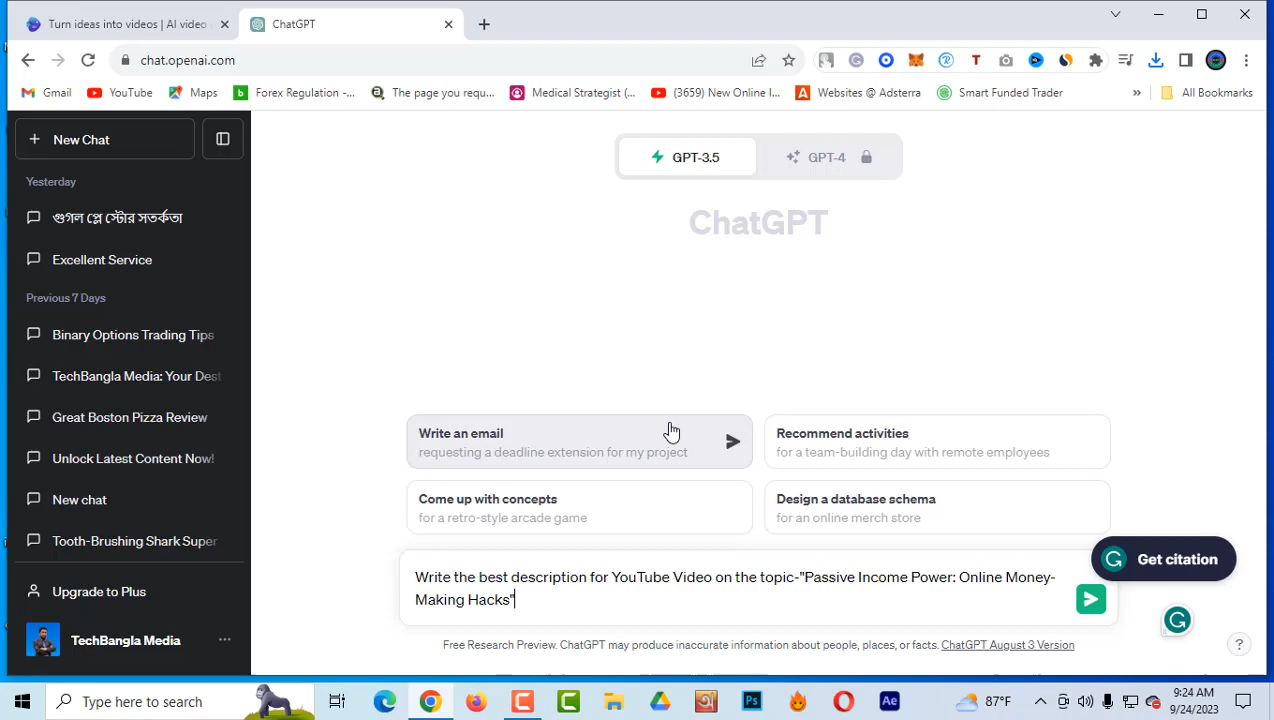 Turn ideas into videos | AI video
ChatGPT
chat.openai.com
Gmail
YouTube
Maps
Forex Regulation -...
The page you requ...
Medical Strategist (...
(3659) New Online I...
Websites @ Adsterra
Smart Funded Trader
»
All Bookmarks
New Chat
GPT-3.5
GPT-4
Yesterday
গুগল প্লে স্টোর সতর্কতা
ChatGPT
Excellent Service
Previous 7 Days
Binary Options Trading Tips
TechBangla Media: Your Dest
Great Boston Pizza Review
Unlock Latest Content Now!
New chat
Tooth-Brushing Shark Super
Upgrade to Plus
TechBangla Media
Write an email
requesting a deadline extension for my project
Recommend activities
for a team-building day with remote employees
Come up with concepts
for a retro-style arcade game
Design a database schema
for an online merch store
Get citation
Write the best description for YouTube Video on the topic-"Passive Income Power: Online Money-
Making Hacks"
Free Research Preview. ChatGPT may produce inaccurate information about people, places, or facts. ChatGPT August 3 Version
Type here to search
87°F
9:24 AM
9/24/2023